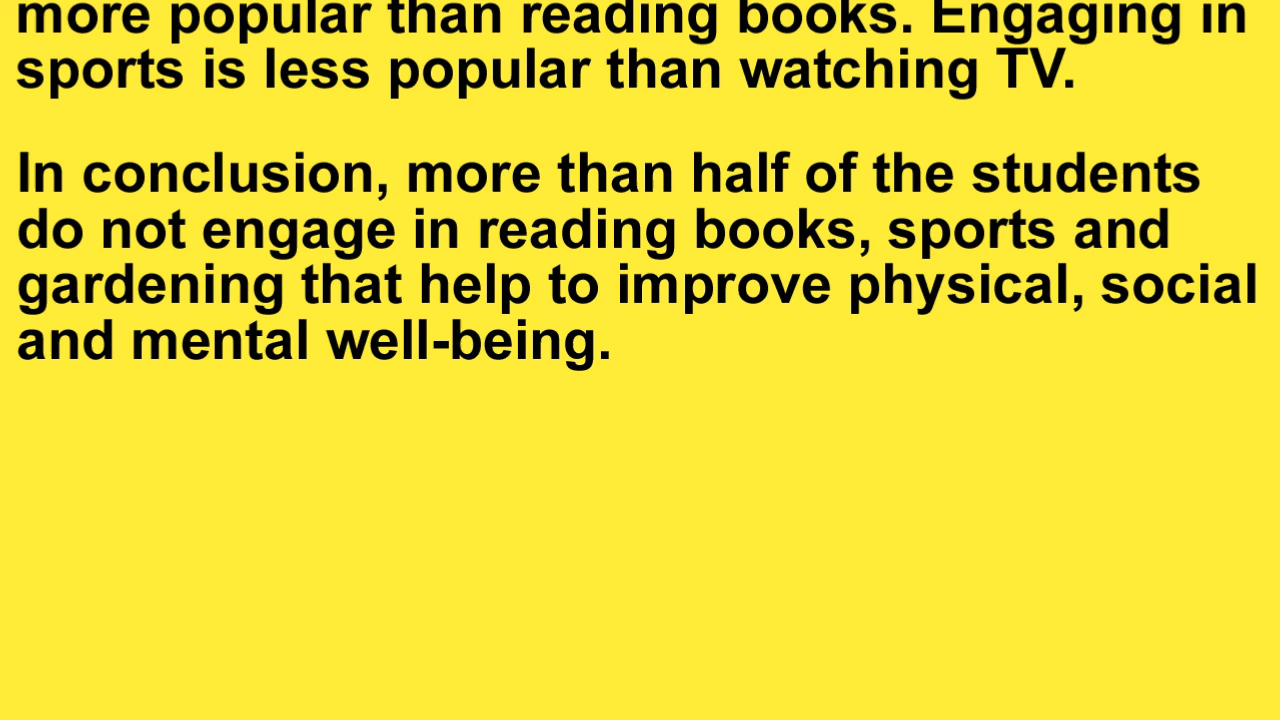 more popular than reading books. Engaging in
sports is less popular than watching TV.
In conclusion, more than half of the students
do not engage in reading books, sports and
gardening that help to improve physical, social
and mental well-being.